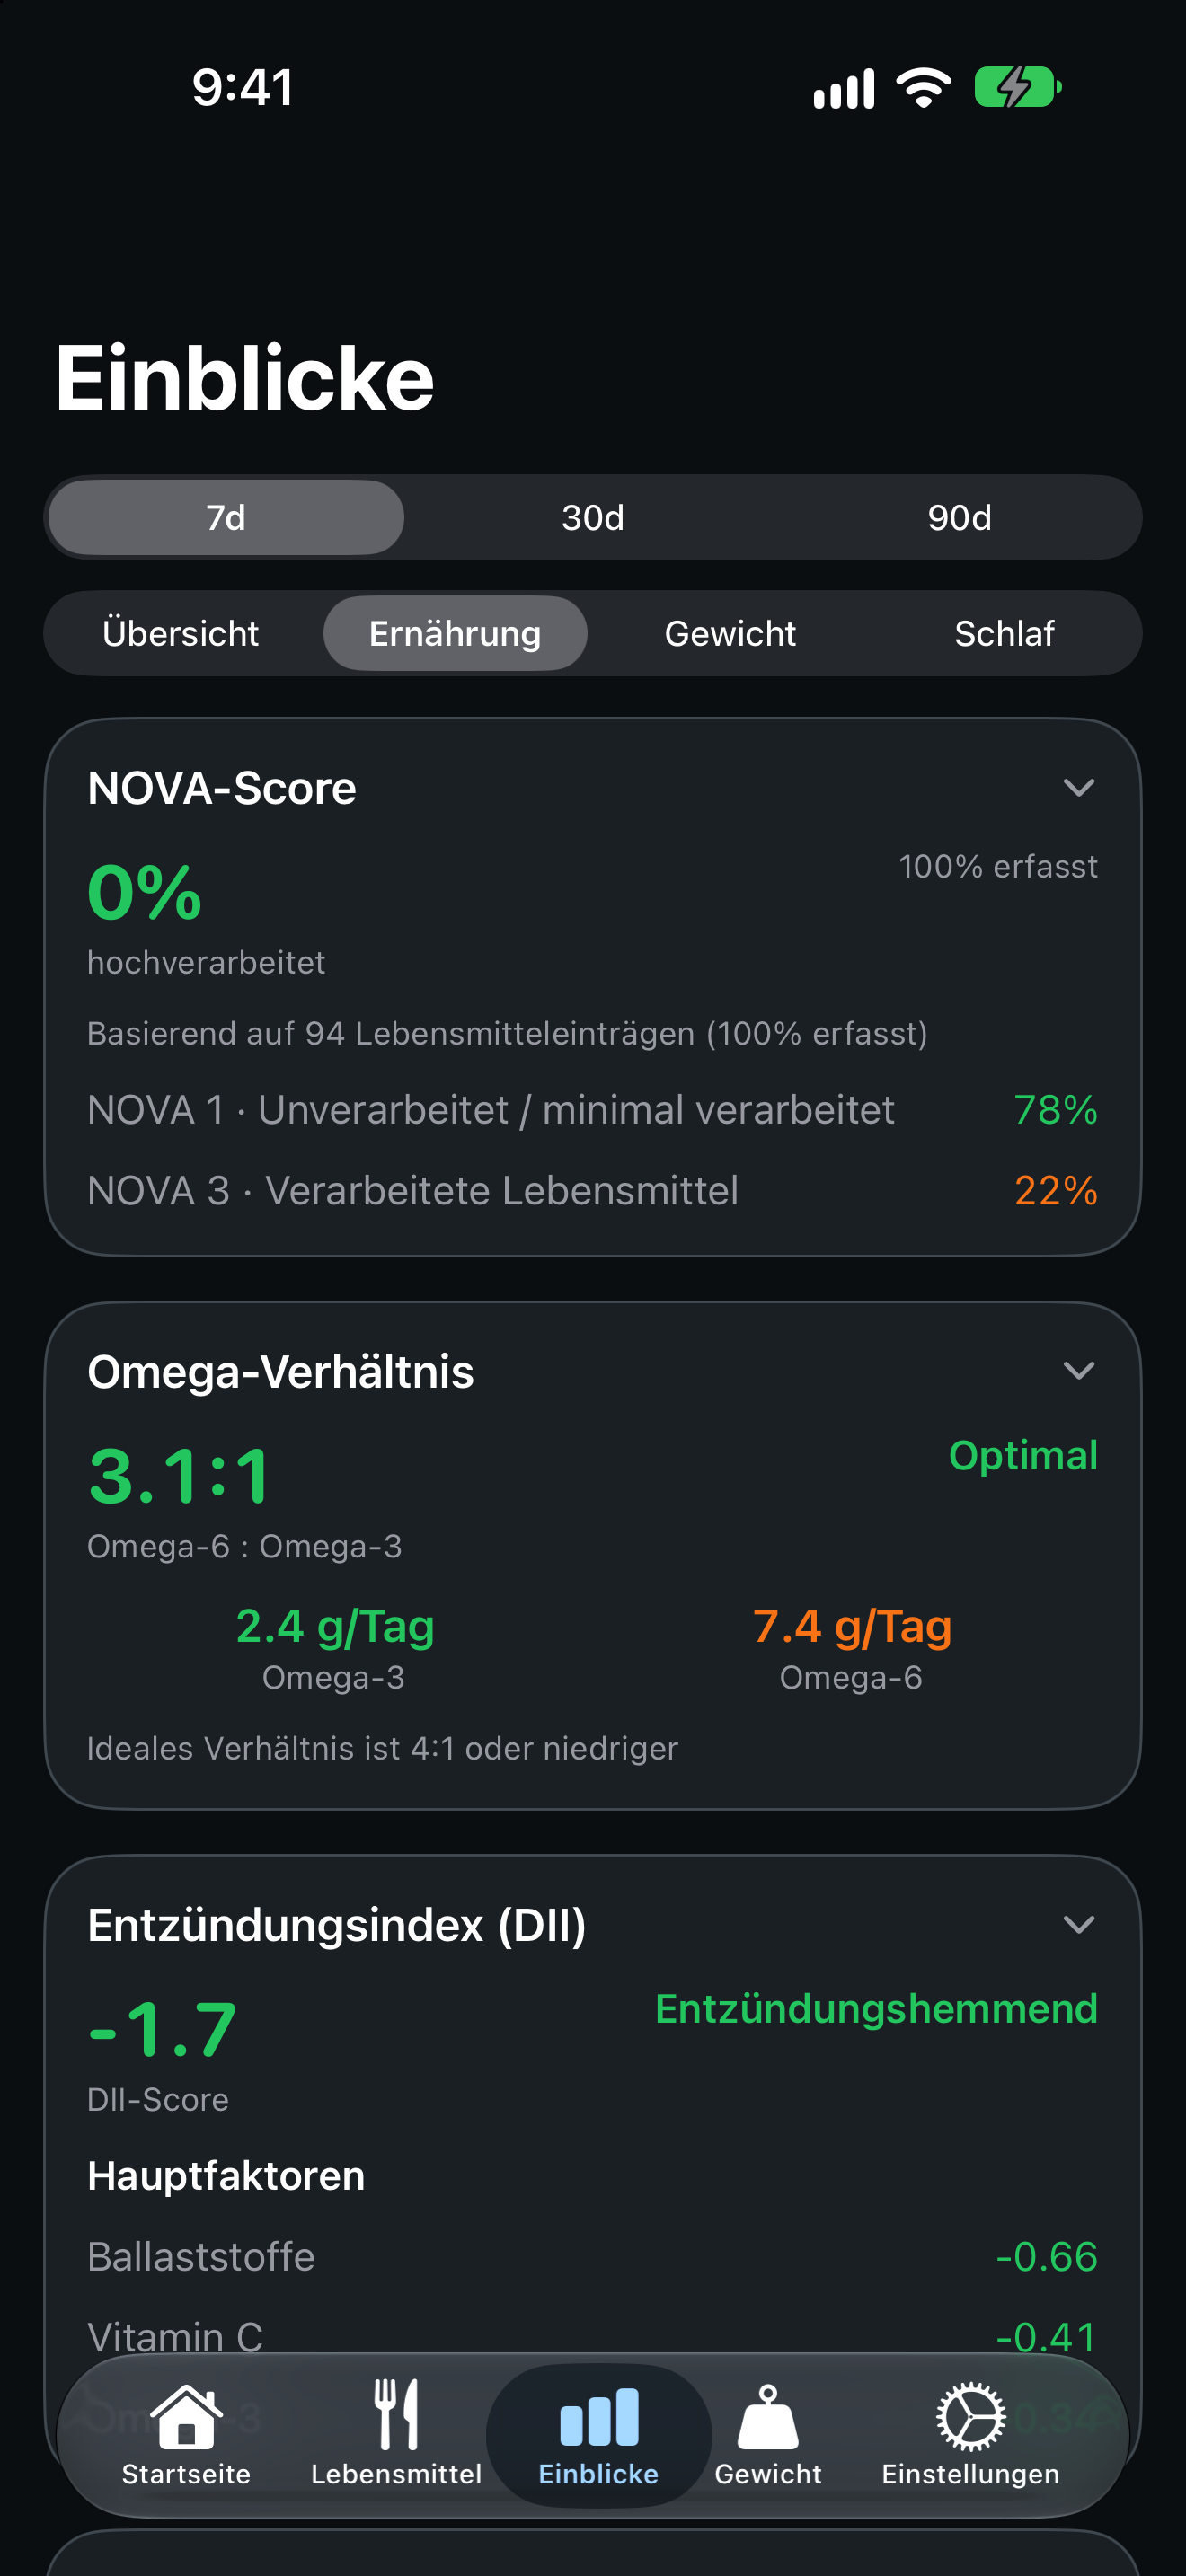 9:41
Einblicke
7d 30d 90d
Übersicht Ernährung Gewicht Schlaf
NOVA-Score
0%
100% erfasst
hochverarbeitet
Basierend auf 94 Lebensmitteleinträgen (100% erfasst)
NOVA 1 · Unverarbeitet / minimal verarbeitet 78%
NOVA 3 · Verarbeitete Lebensmittel 22%
Omega-Verhältnis
3.1:1
Optimal
Omega-6 : Omega-3
2.4 g/Tag 7.4 g/Tag
Omega-3 Omega-6
Ideales Verhältnis ist 4:1 oder niedriger
Entzündungsindex (DII)
-1.7
Entzündungshemmend
DII-Score
Hauptfaktoren
Ballaststoffe -0.66
Vitamin C -0.41
Startseite Lebensmittel Einblicke Gewicht Einstellungen